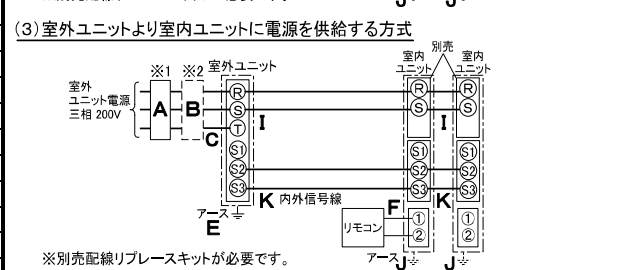 (3)室外ユニットより室内ユニットに電源を供給する方式
別売
※1 ※2 室外ユニット 室内ユニット 室内ユニット
室外
ユニット電源
三相 200V
A B C
R R R
S I S I S
T
S1 S1 S1
S2 S2 S2
S3 S3 S3
K 内外信号線 K
アース
E
F
リモコン
① ①
② ②
アース J J
※別売配線リプレースキットが必要です。